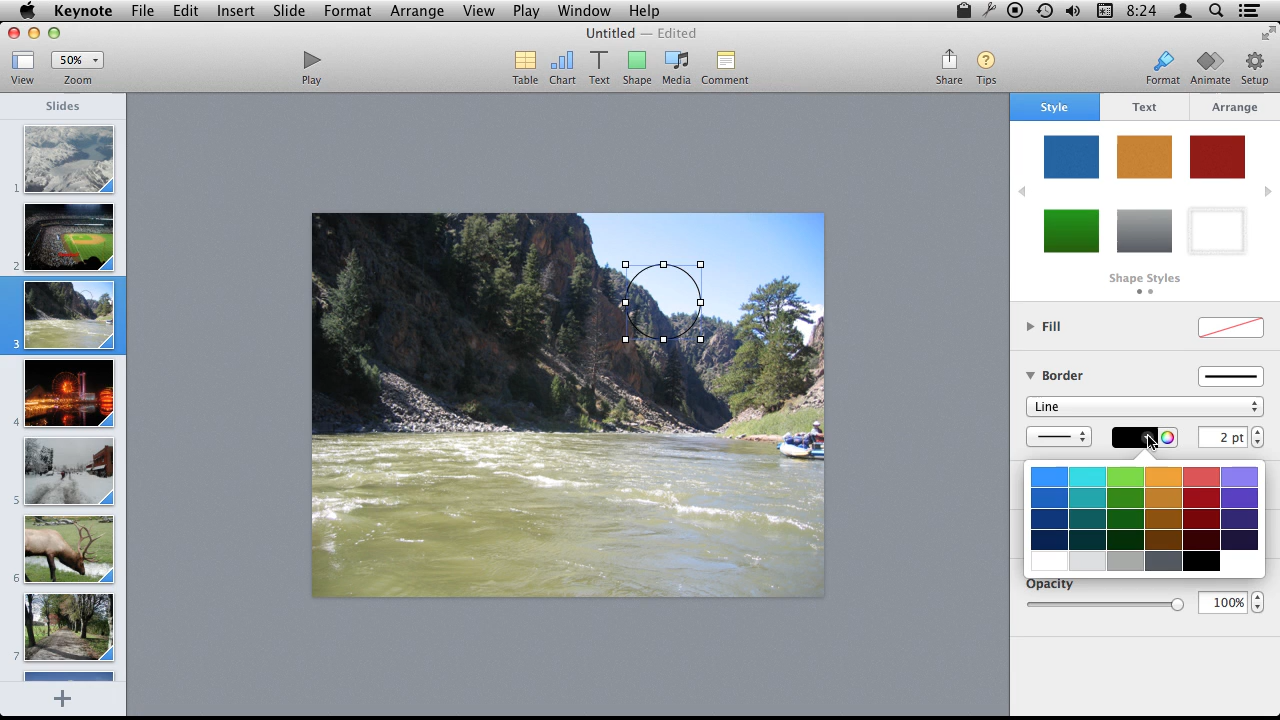 Keynote File Edit Insert Slide Format Arrange View Play Window Help 8:24
Untitled — Edited
50%
View Zoom Play Table Chart Text Shape Media Comment Share Tips Format Animate Setup
Slides
Style Text Arrange
1
2
3
4
5
6
7
Shape Styles
Fill
Border
Line
2 pt
Opacity
100%